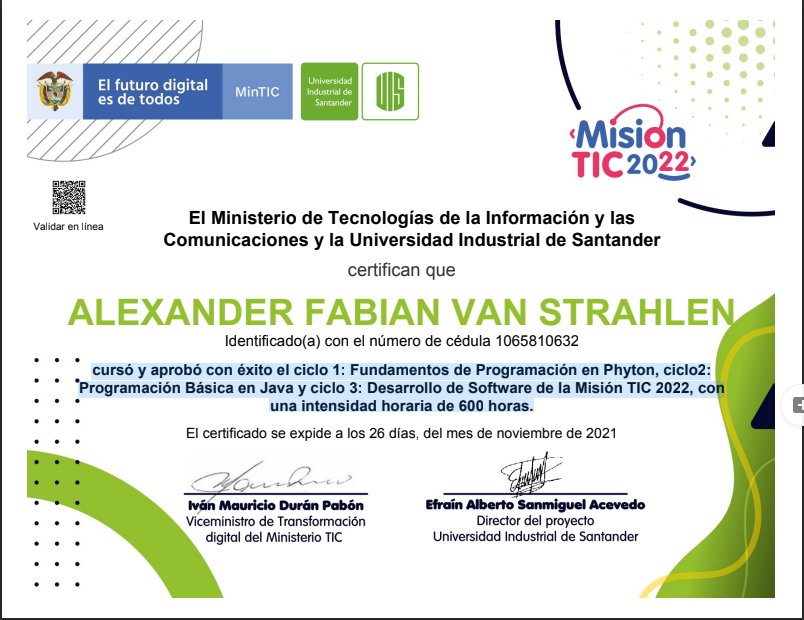 El futuro digital
es de todos
MinTIC
Universidad
Industrial de
Santander
UIS
Misión
TIC 2022
Validar en línea
El Ministerio de Tecnologías de la Información y las
Comunicaciones y la Universidad Industrial de Santander
certifican que
ALEXANDER FABIAN VAN STRAHLEN
Identificado(a) con el número de cédula 1065810632
cursó y aprobó con éxito el ciclo 1: Fundamentos de Programación en Phyton, ciclo2:
Programación Básica en Java y ciclo 3: Desarrollo de Software de la Misión TIC 2022, con
una intensidad horaria de 600 horas.
El certificado se expide a los 26 días, del mes de noviembre de 2021
Iván Mauricio Durán Pabón
Viceministro de Transformación
digital del Ministerio TIC
Efraín Alberto Sanmiguel Acevedo
Director del proyecto
Universidad Industrial de Santander